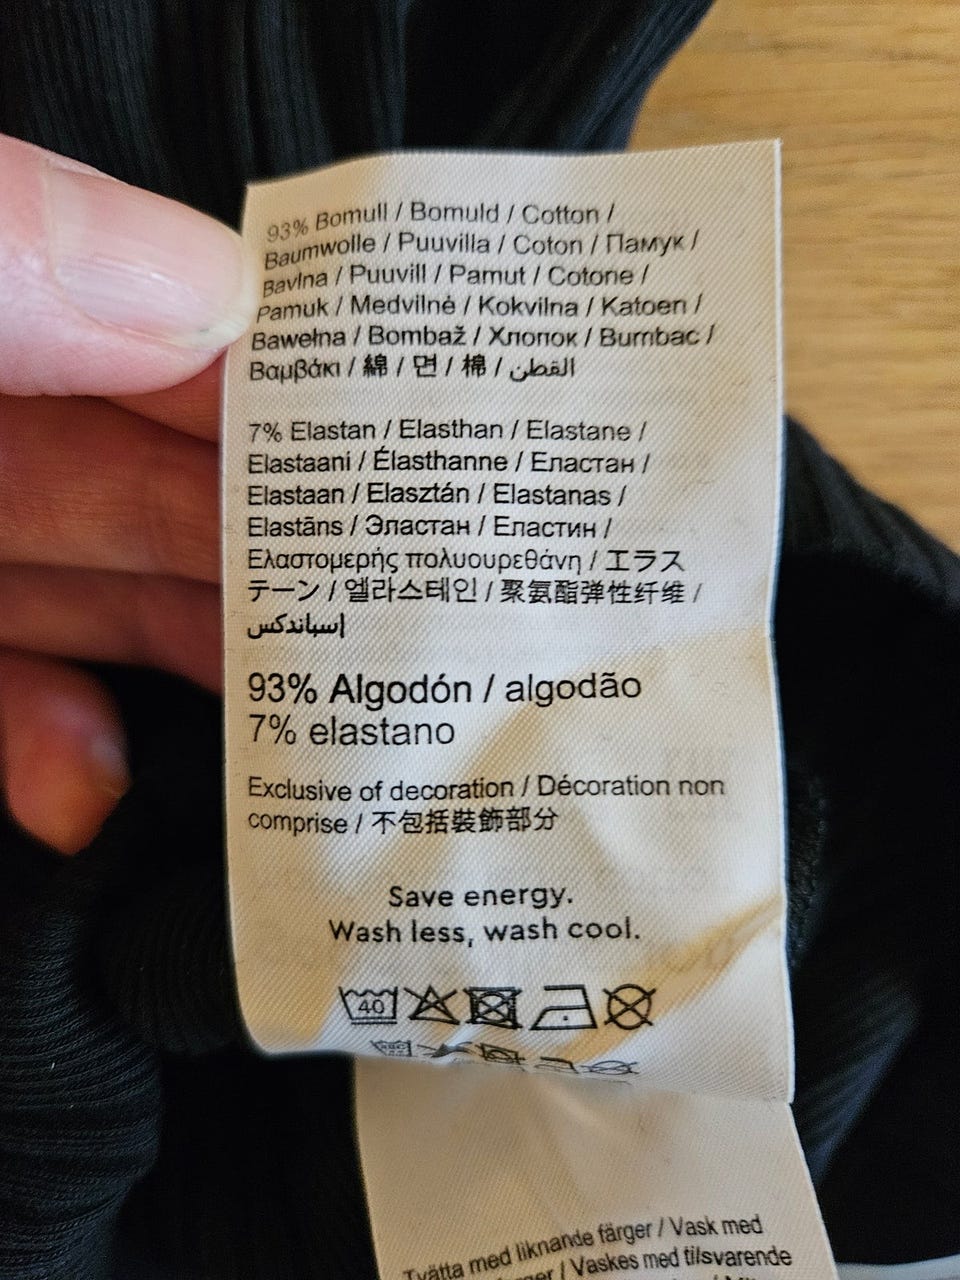 93% Bomull / Bomuld / Cotton /
Baumwolle / Puuvilla / Coton / Памук /
Bavlna / Puuvill / Pamut / Cotone /
Pamuk / Medvilnė / Kokvilna / Katoen /
Bawełna / Bombaž / Хлопок / Bumbac /
Βαμβάκι / 綿 / 면 / 棉 / القطن
7% Elastan / Elasthan / Elastane /
Elastaani / Élasthanne / Еластан /
Elastaan / Elasztán / Elastanas /
Elastāns / Эластан / Еластин /
Ελαστομερής πολυουρεθάνη / エラス
テーン / 엘라스테인 / 聚氨酯弹性纤维 /
إسباندكس
93% Algodón / algodão
7% elastano
Exclusive of decoration / Décoration non
comprise / 不包括裝飾部分
Save energy.
Wash less, wash cool.
40
Tvätta med liknande färger / Vask med
/ Vaskes med tilsvarende